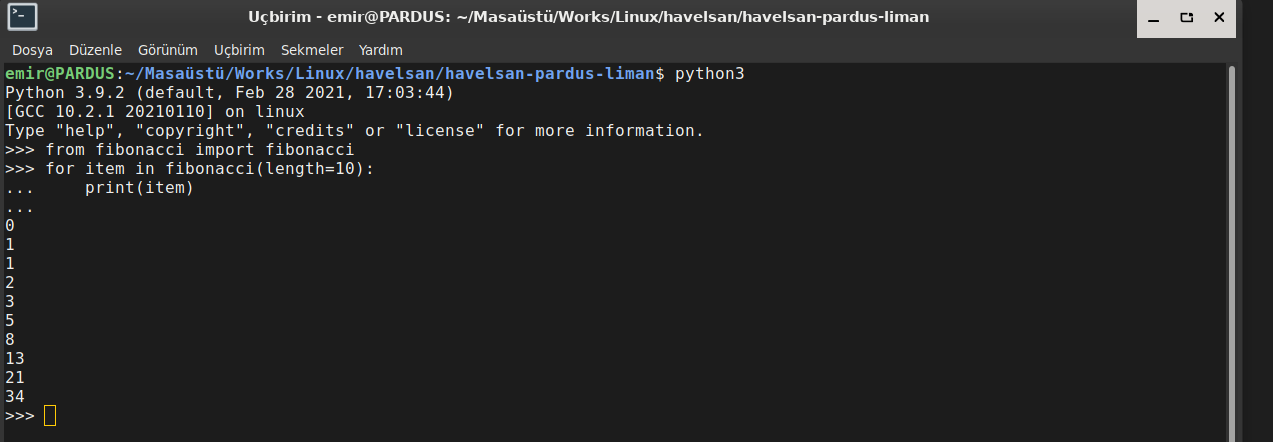 Uçbirim - emir@PARDUS: ~/Masaüstü/Works/Linux/havelsan/havelsan-pardus-liman
Dosya Düzenle Görünüm Uçbirim Sekmeler Yardım
emir@PARDUS:~/Masaüstü/Works/Linux/havelsan/havelsan-pardus-liman$ python3
Python 3.9.2 (default, Feb 28 2021, 17:03:44)
[GCC 10.2.1 20210110] on linux
Type "help", "copyright", "credits" or "license" for more information.
>>> from fibonacci import fibonacci
>>> for item in fibonacci(length=10):
...     print(item)
...
0
1
1
2
3
5
8
13
21
34
>>>